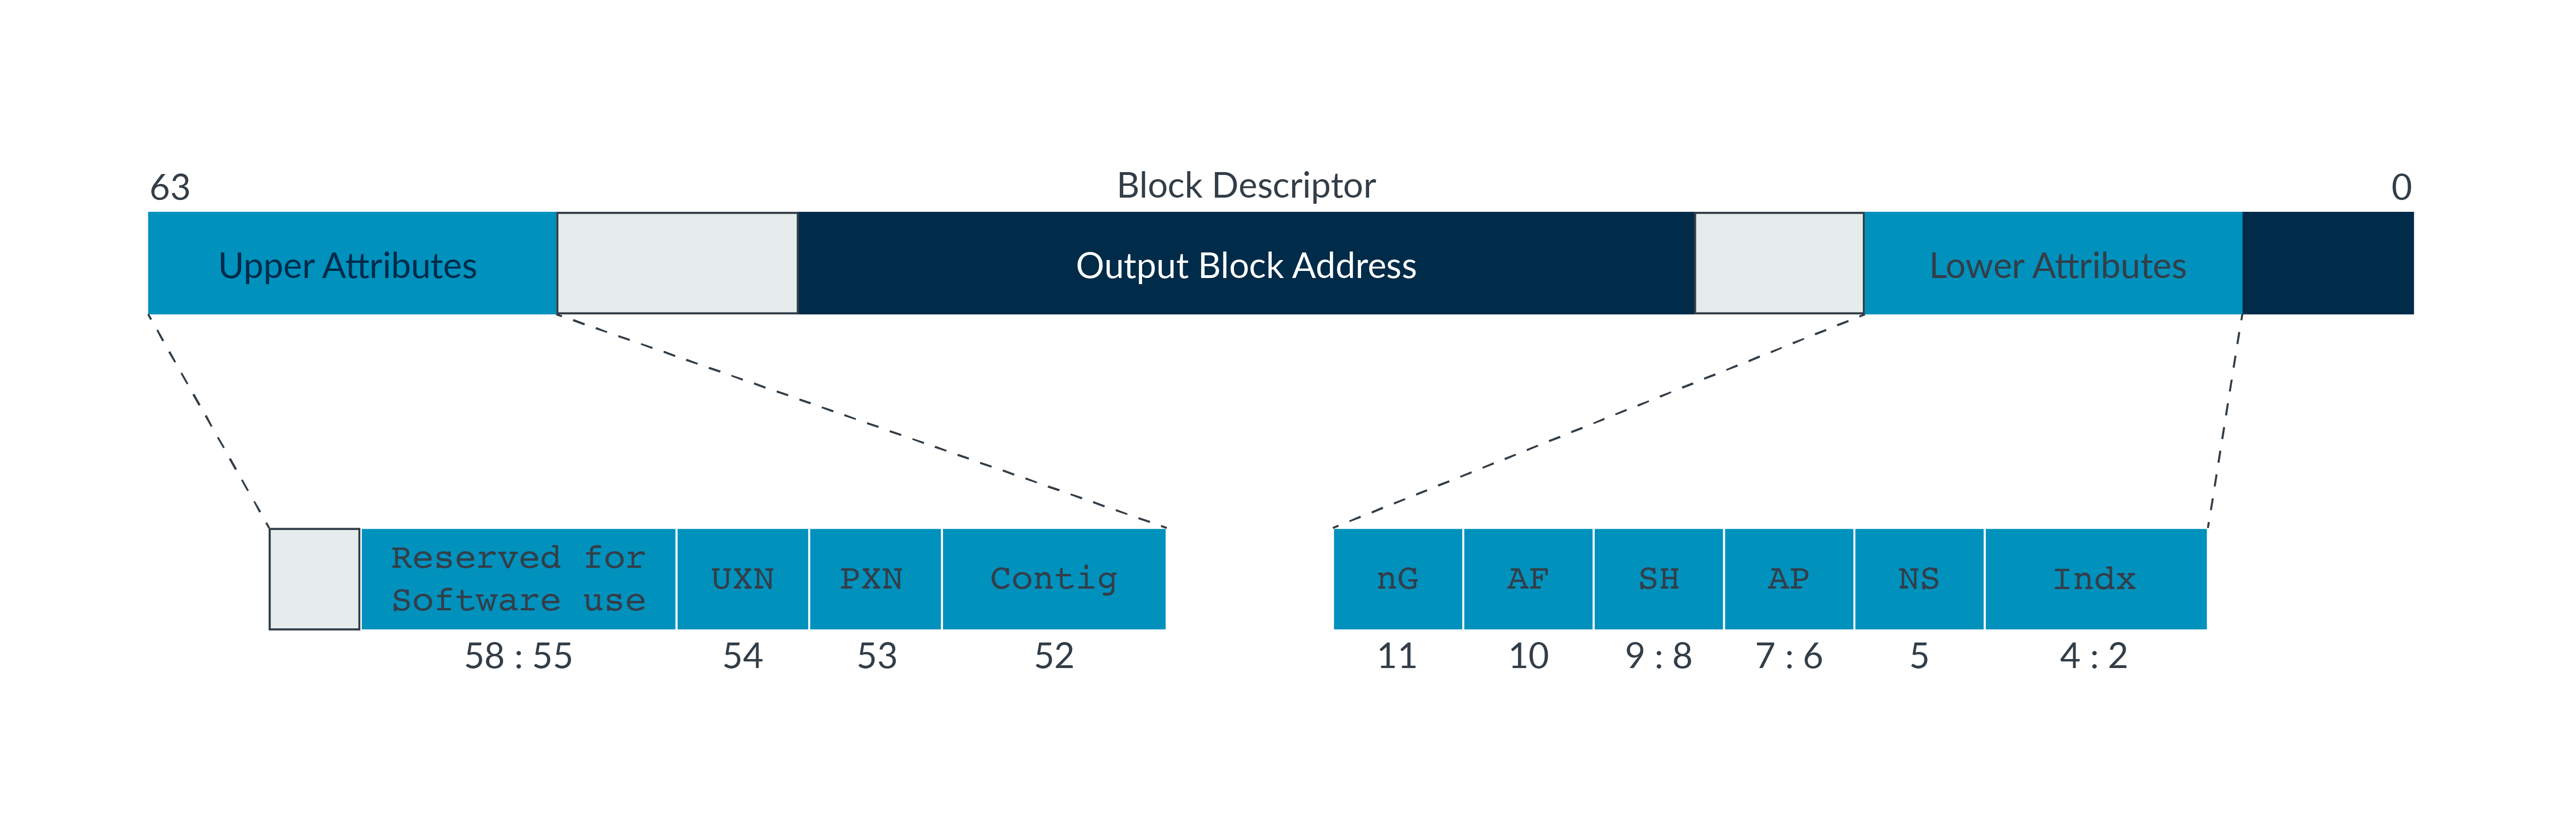 Block Descriptor
63
0
Upper Attributes
Output Block Address
Lower Attributes
Reserved for
Software use
UXN
PXN
Contig
nG
AF
SH
AP
NS
Indx
58 : 55
54
53
52
11
10
9 : 8
7 : 6
5
4 : 2